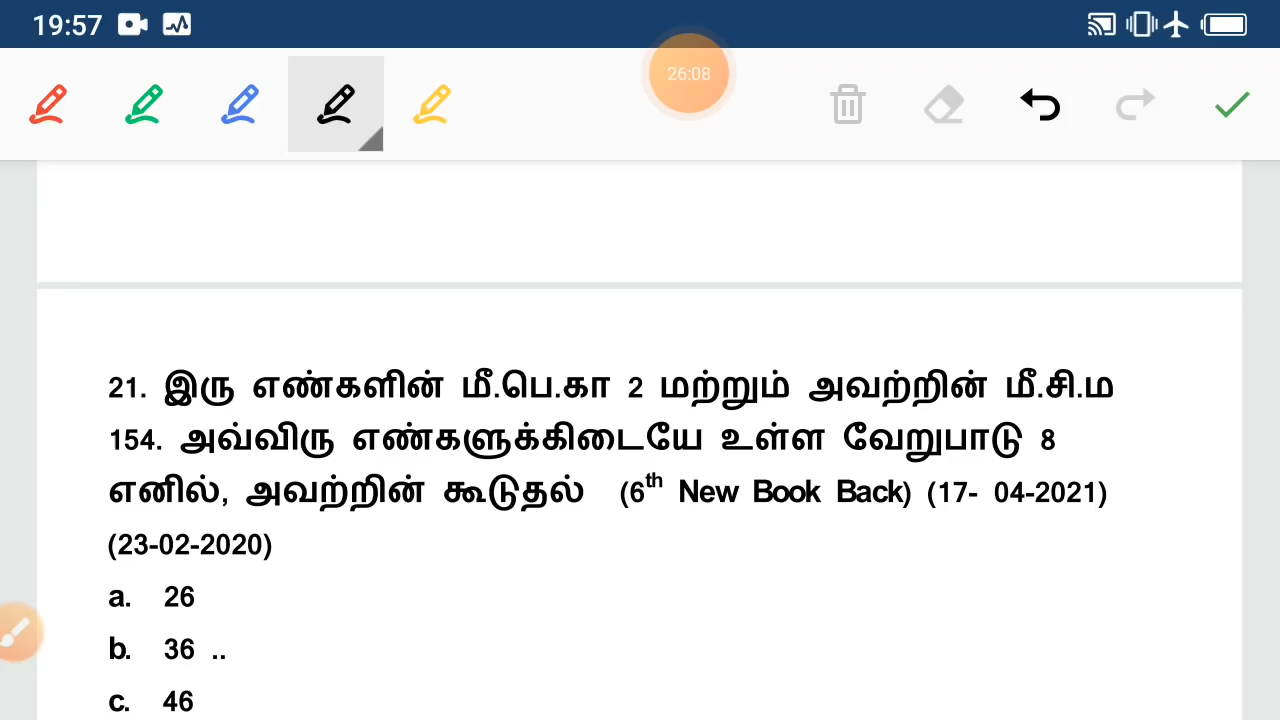 19:57
26:08
21. இரு எண்களின் மீ.பெ.கா 2 மற்றும் அவற்றின் மீ.சி.ம
154. அவ்விரு எண்களுக்கிடையே உள்ள வேறுபாடு 8
எனில், அவற்றின் கூடுதல் (6th New Book Back) (17- 04-2021)
(23-02-2020)
a. 26
b. 36 ..
c. 46